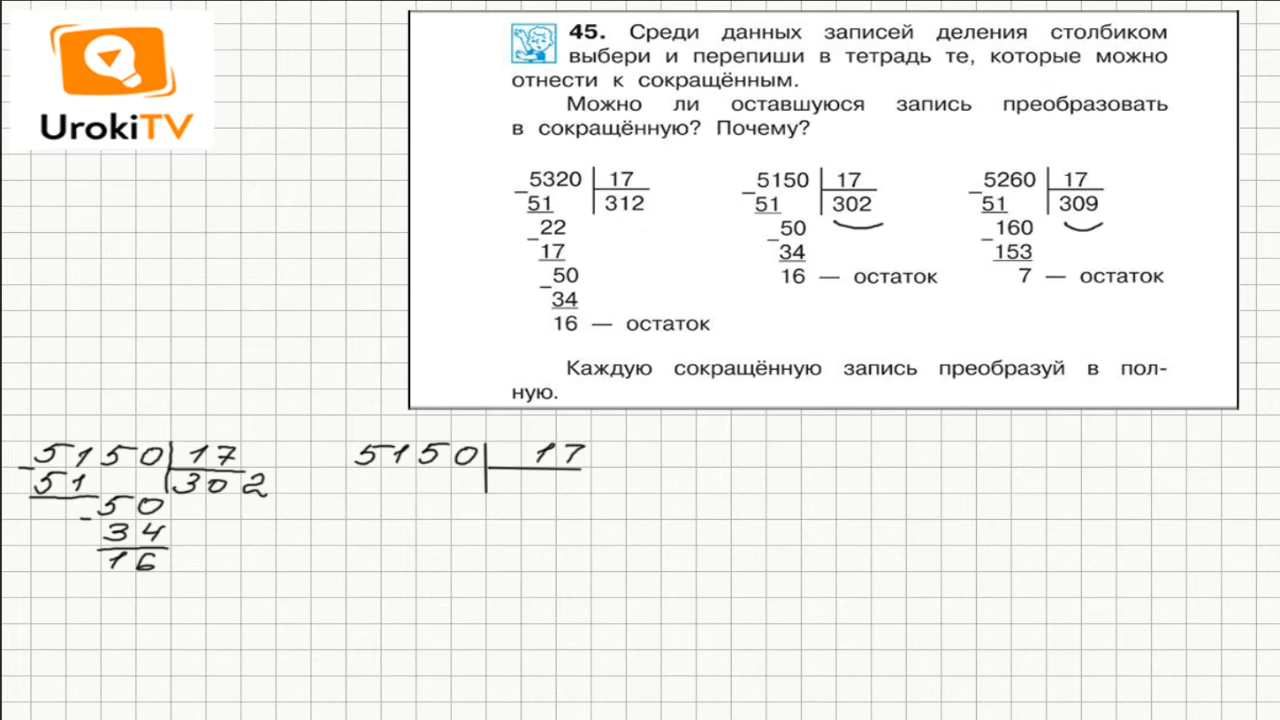 UrokiTV
45. Среди данных записей деления столбиком
выбери и перепиши в тетрадь те, которые можно
отнести к сокращённым.
Можно ли оставшуюся запись преобразовать
в сокращённую? Почему?
5320 17
51 312
22
17
50
34
16 — остаток
5150 17
51 302
50
34
16 — остаток
5260 17
51 309
160
153
7 — остаток
Каждую сокращённую запись преобразуй в пол-
ную.
5150 17
51 302
50
34
16
5150 17